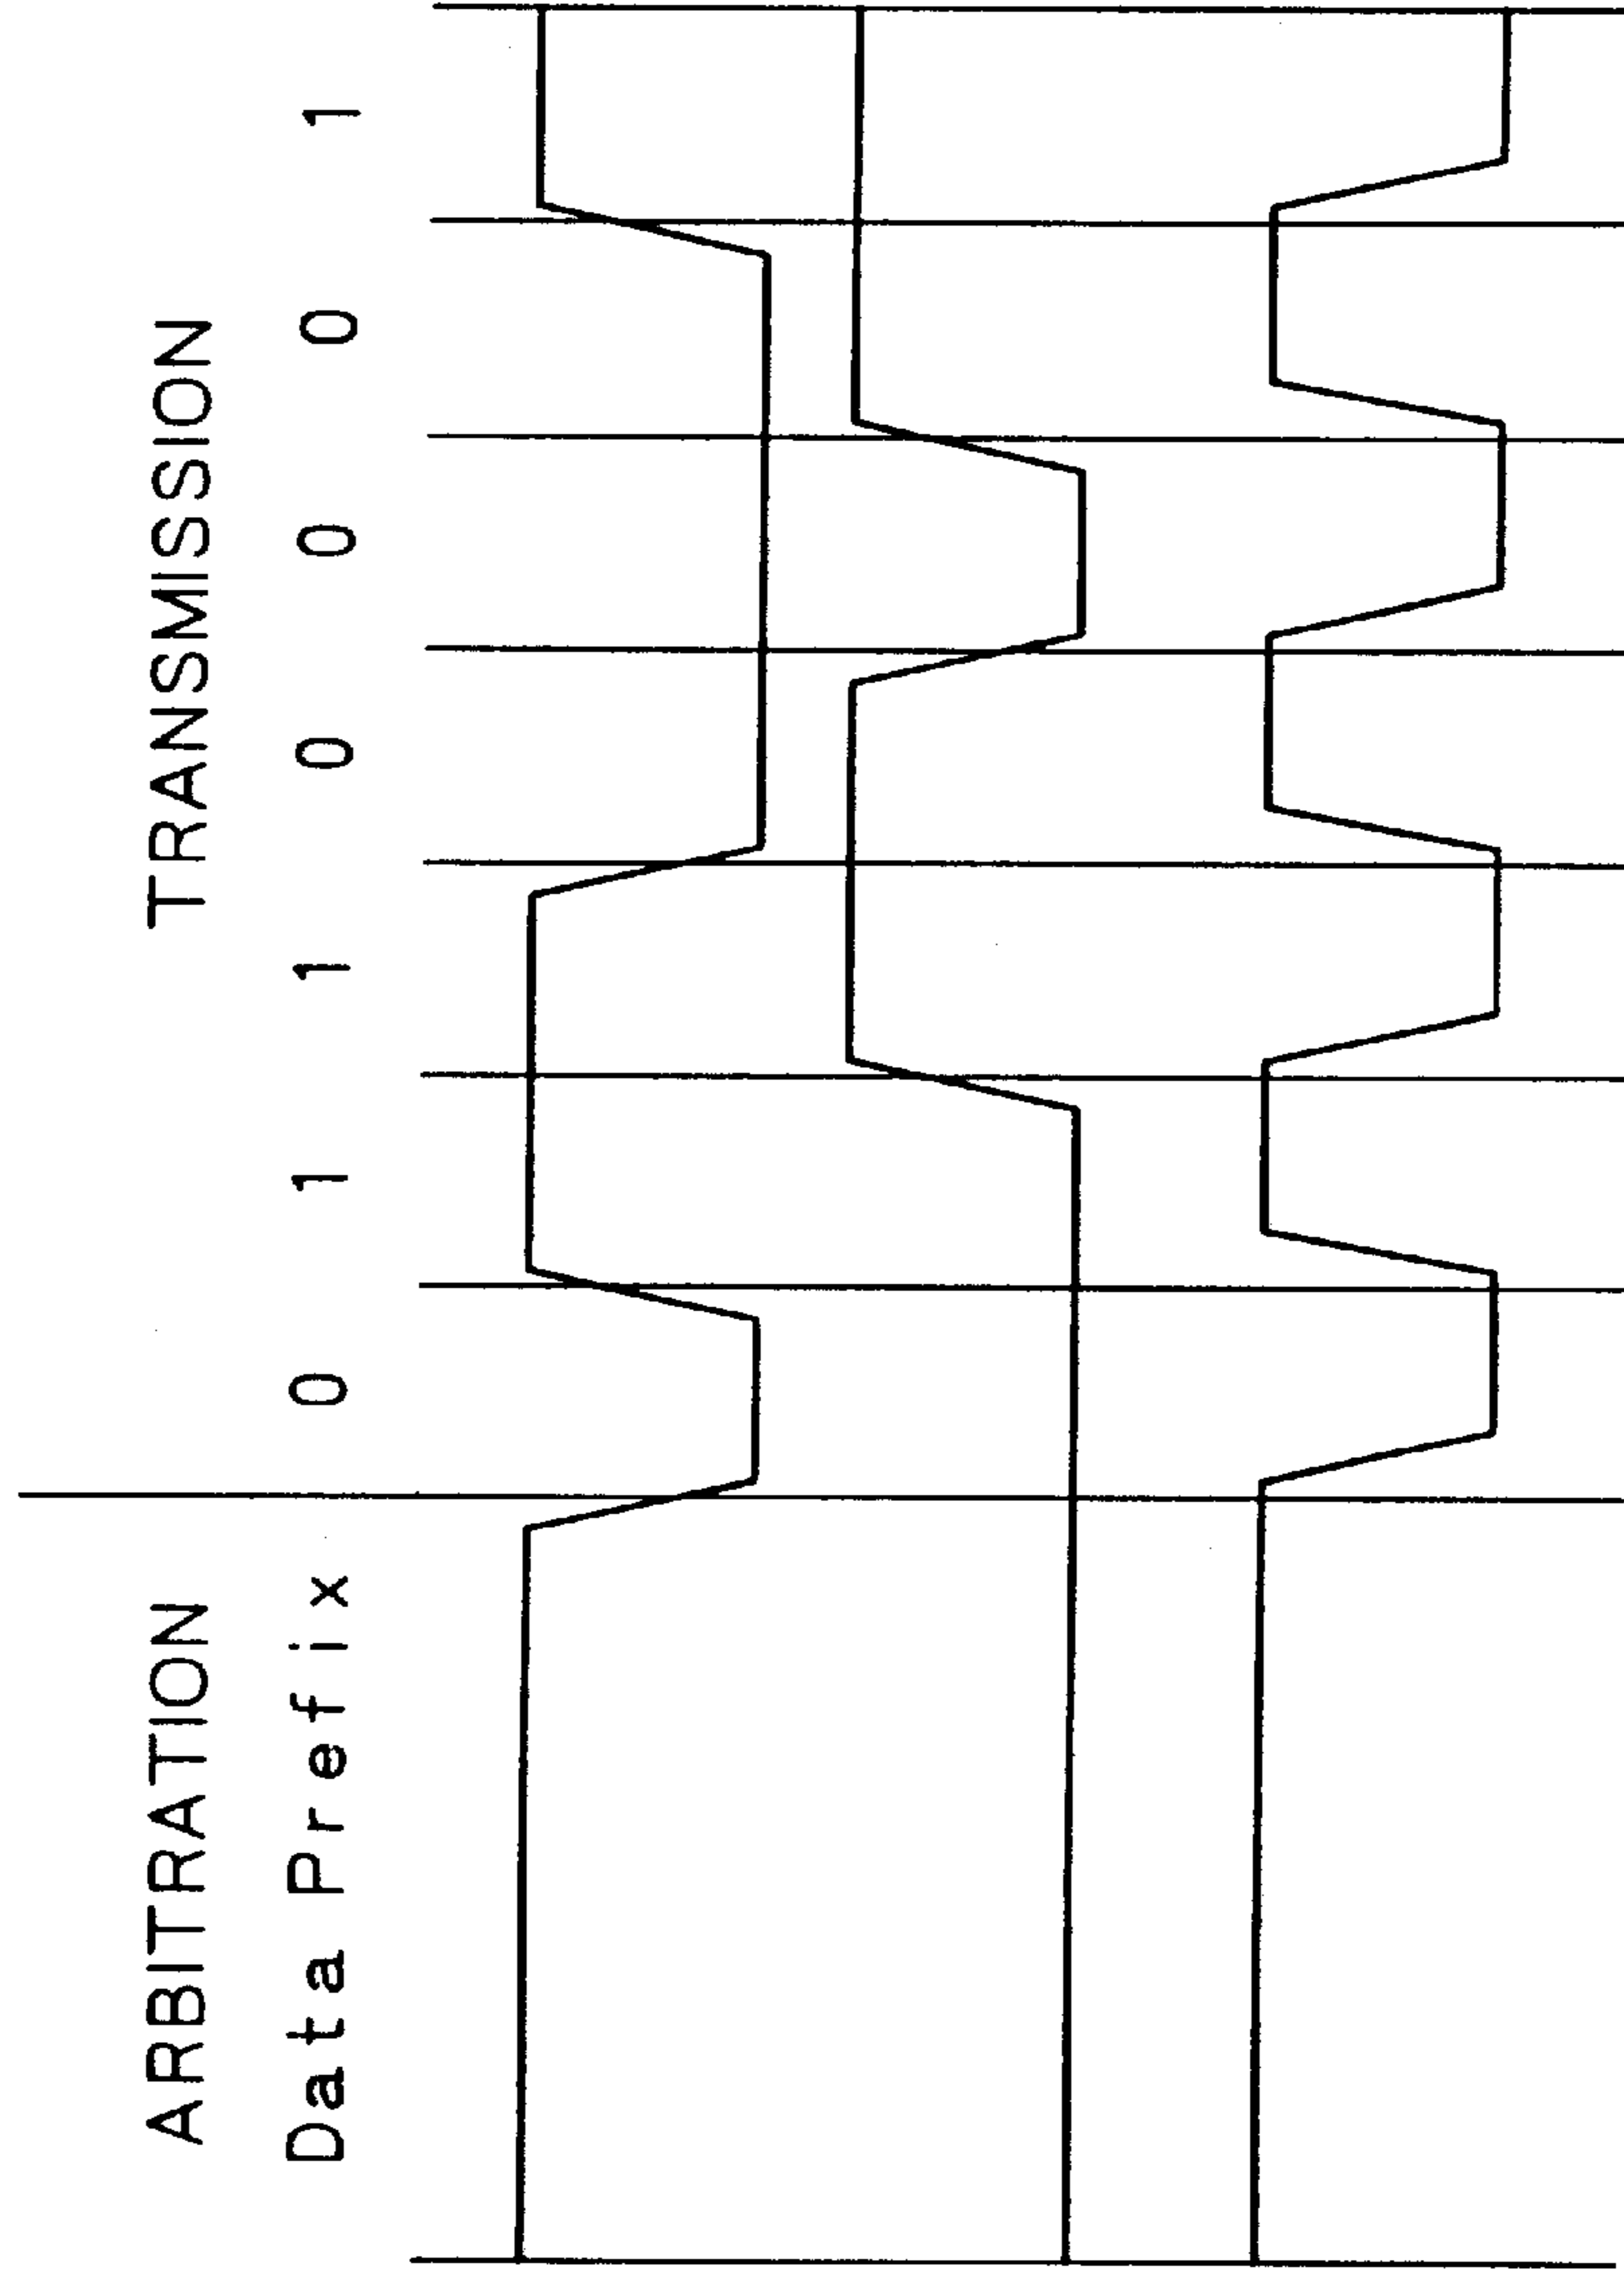 ARBITRATION TRANSMISSION
Data Prefix 0 1 1 0 0 0 1